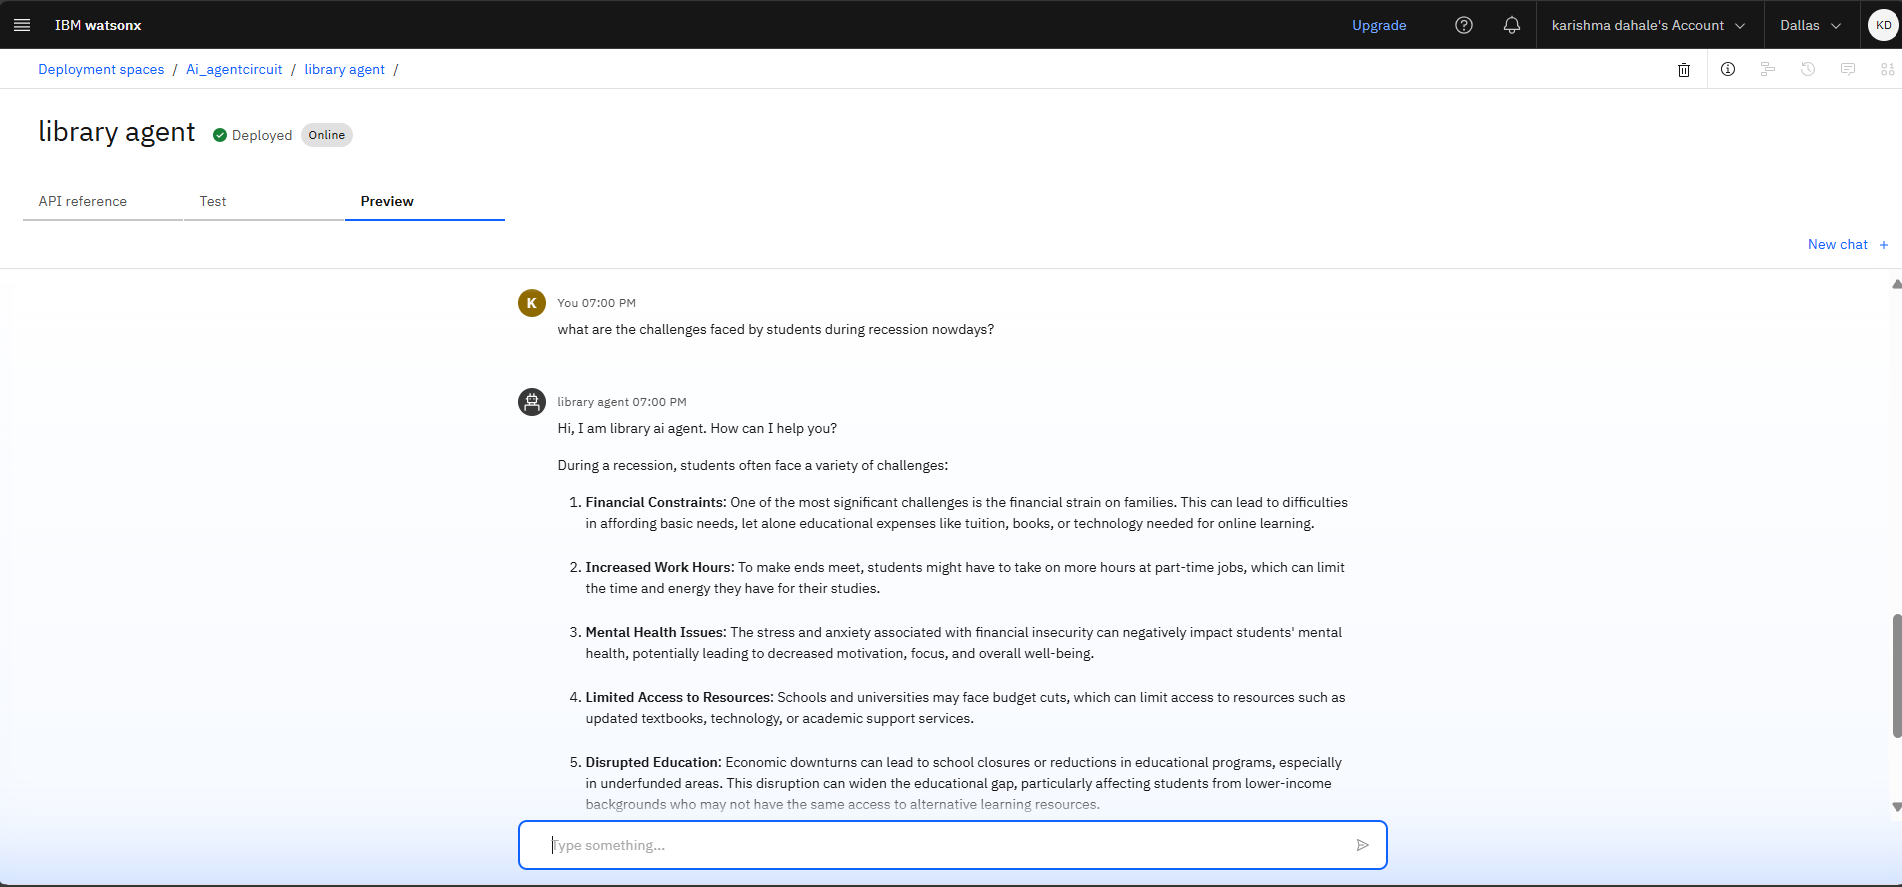 IBM watsonx
Upgrade
karishma dahale's Account
Dallas
KD
Deployment spaces / Ai_agentcircuit / library agent /
library agent
Deployed
Online
API reference
Test
Preview
New chat +
K
You 07:00 PM
what are the challenges faced by students during recession nowdays?
library agent 07:00 PM
Hi, I am library ai agent. How can I help you?
During a recession, students often face a variety of challenges:
1. Financial Constraints: One of the most significant challenges is the financial strain on families. This can lead to difficulties
in affording basic needs, let alone educational expenses like tuition, books, or technology needed for online learning.
2. Increased Work Hours: To make ends meet, students might have to take on more hours at part-time jobs, which can limit
the time and energy they have for their studies.
3. Mental Health Issues: The stress and anxiety associated with financial insecurity can negatively impact students' mental
health, potentially leading to decreased motivation, focus, and overall well-being.
4. Limited Access to Resources: Schools and universities may face budget cuts, which can limit access to resources such as
updated textbooks, technology, or academic support services.
5. Disrupted Education: Economic downturns can lead to school closures or reductions in educational programs, especially
in underfunded areas. This disruption can widen the educational gap, particularly affecting students from lower-income
backgrounds who may not have the same access to alternative learning resources.
Type something...